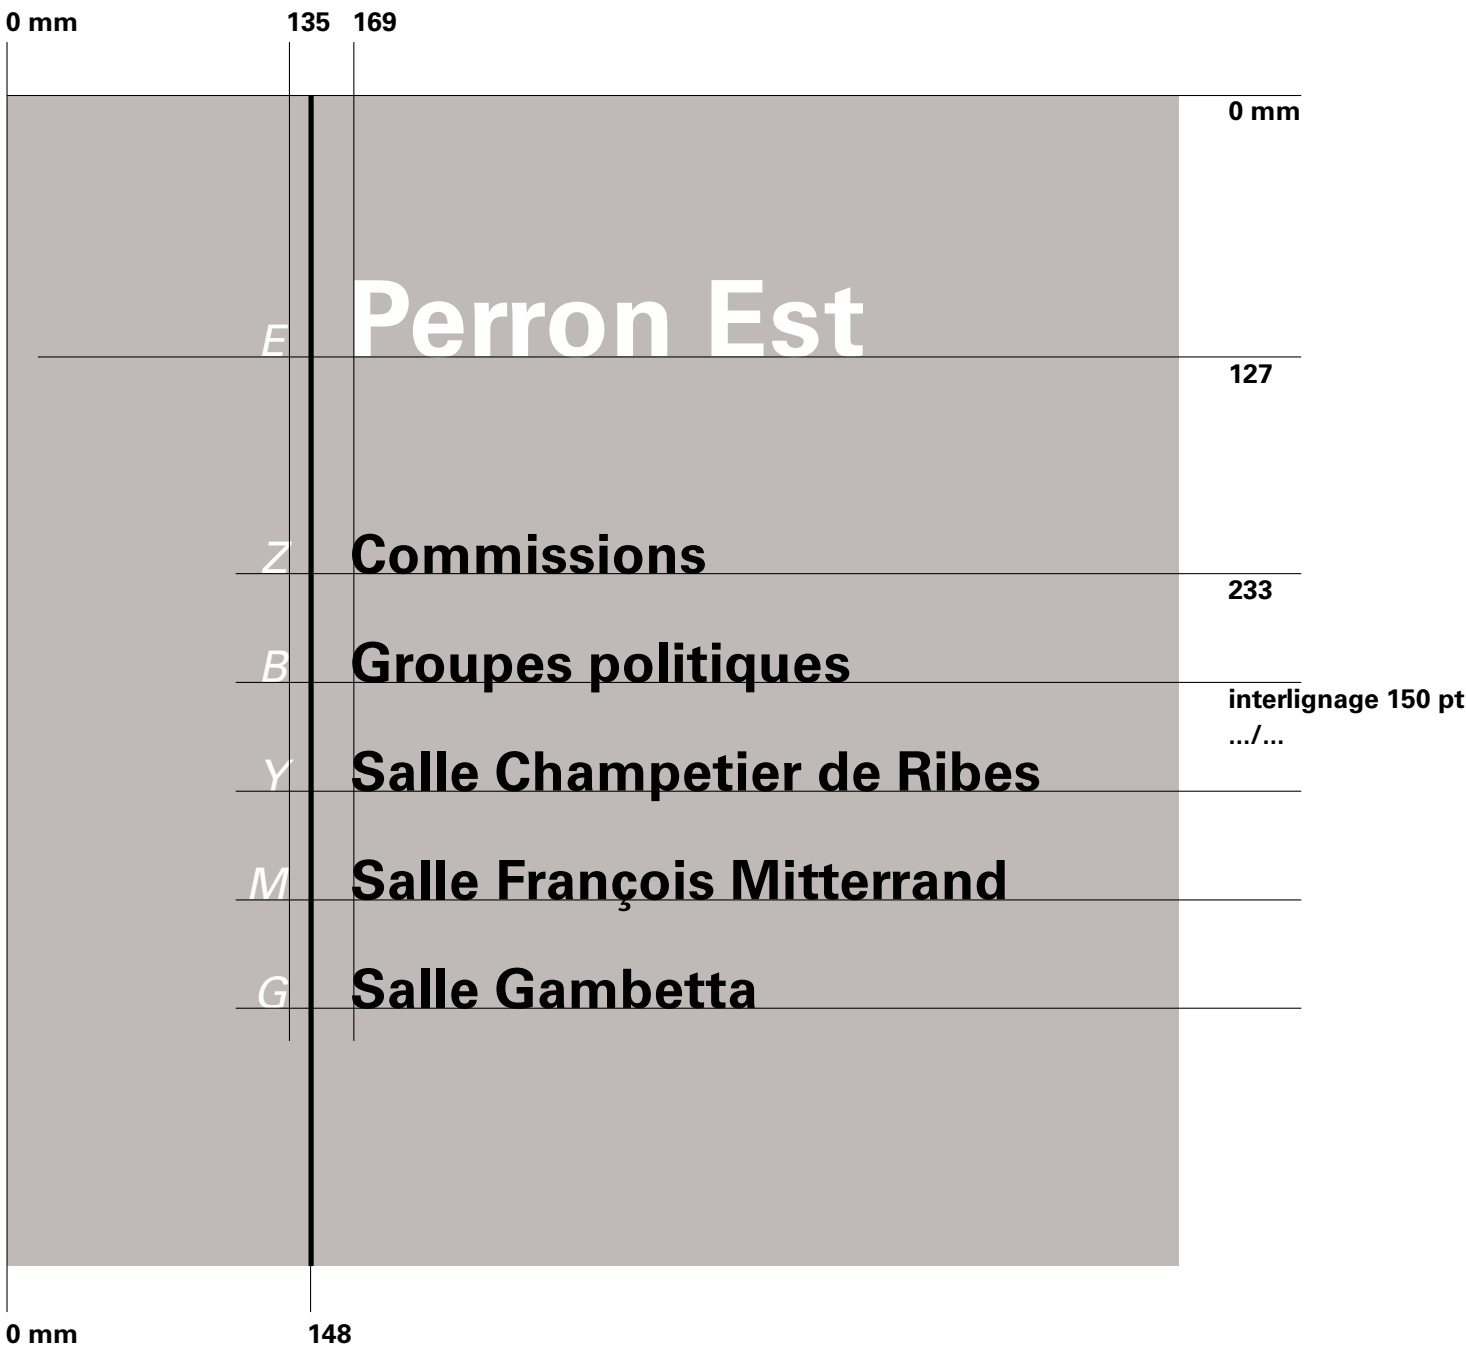 0 mm 135 169
0 mm
E Perron Est
127
Z Commissions
233
B Groupes politiques
interlignage 150 pt
.../...
Y Salle Champetier de Ribes
M Salle François Mitterrand
G Salle Gambetta
0 mm 148